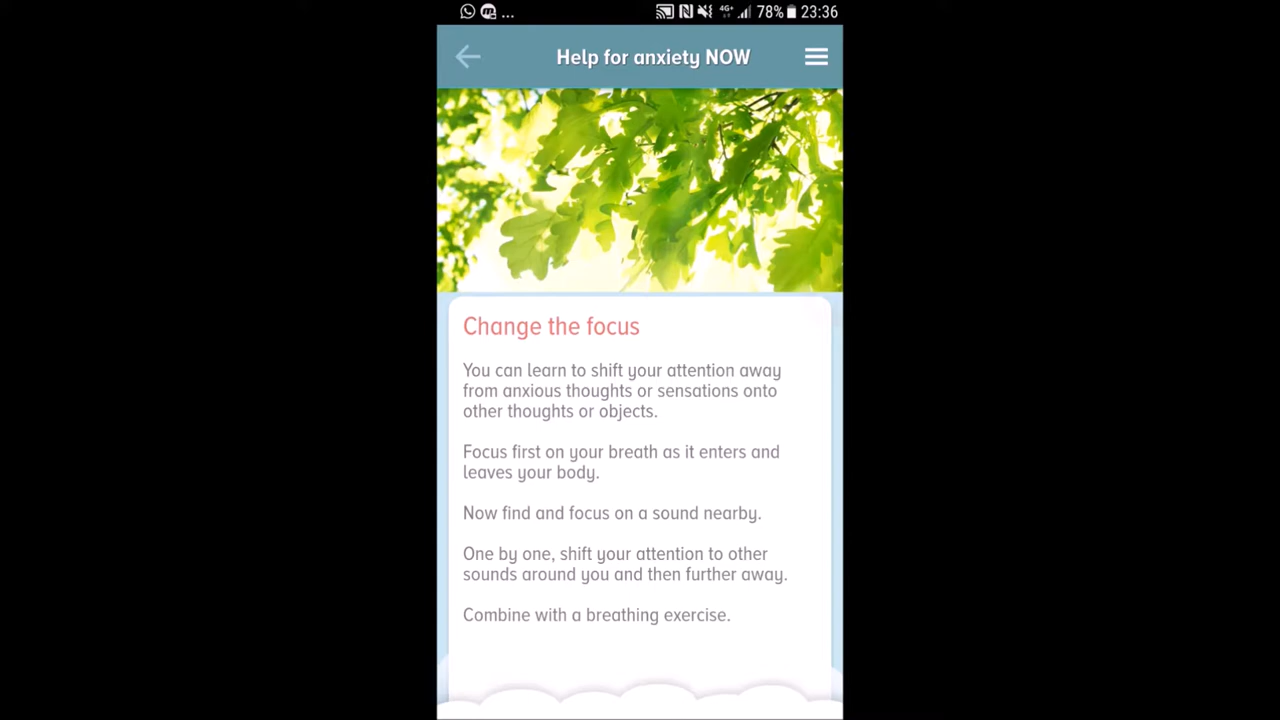 ... 4G+ 78% 23:36
Help for anxiety NOW
Change the focus
You can learn to shift your attention away
from anxious thoughts or sensations onto
other thoughts or objects.
Focus first on your breath as it enters and
leaves your body.
Now find and focus on a sound nearby.
One by one, shift your attention to other
sounds around you and then further away.
Combine with a breathing exercise.